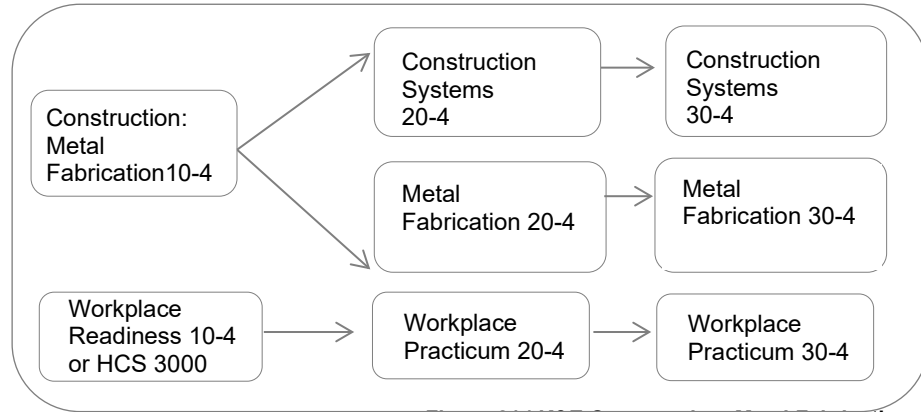 Construction
Systems
20-4
Construction
Systems
30-4
Construction:
Metal
Fabrication10-4
Metal
Fabrication 20-4
Metal
Fabrication 30-4
Workplace
Readiness 10-4
or HCS 3000
Workplace
Practicum 20-4
Workplace
Practicum 30-4